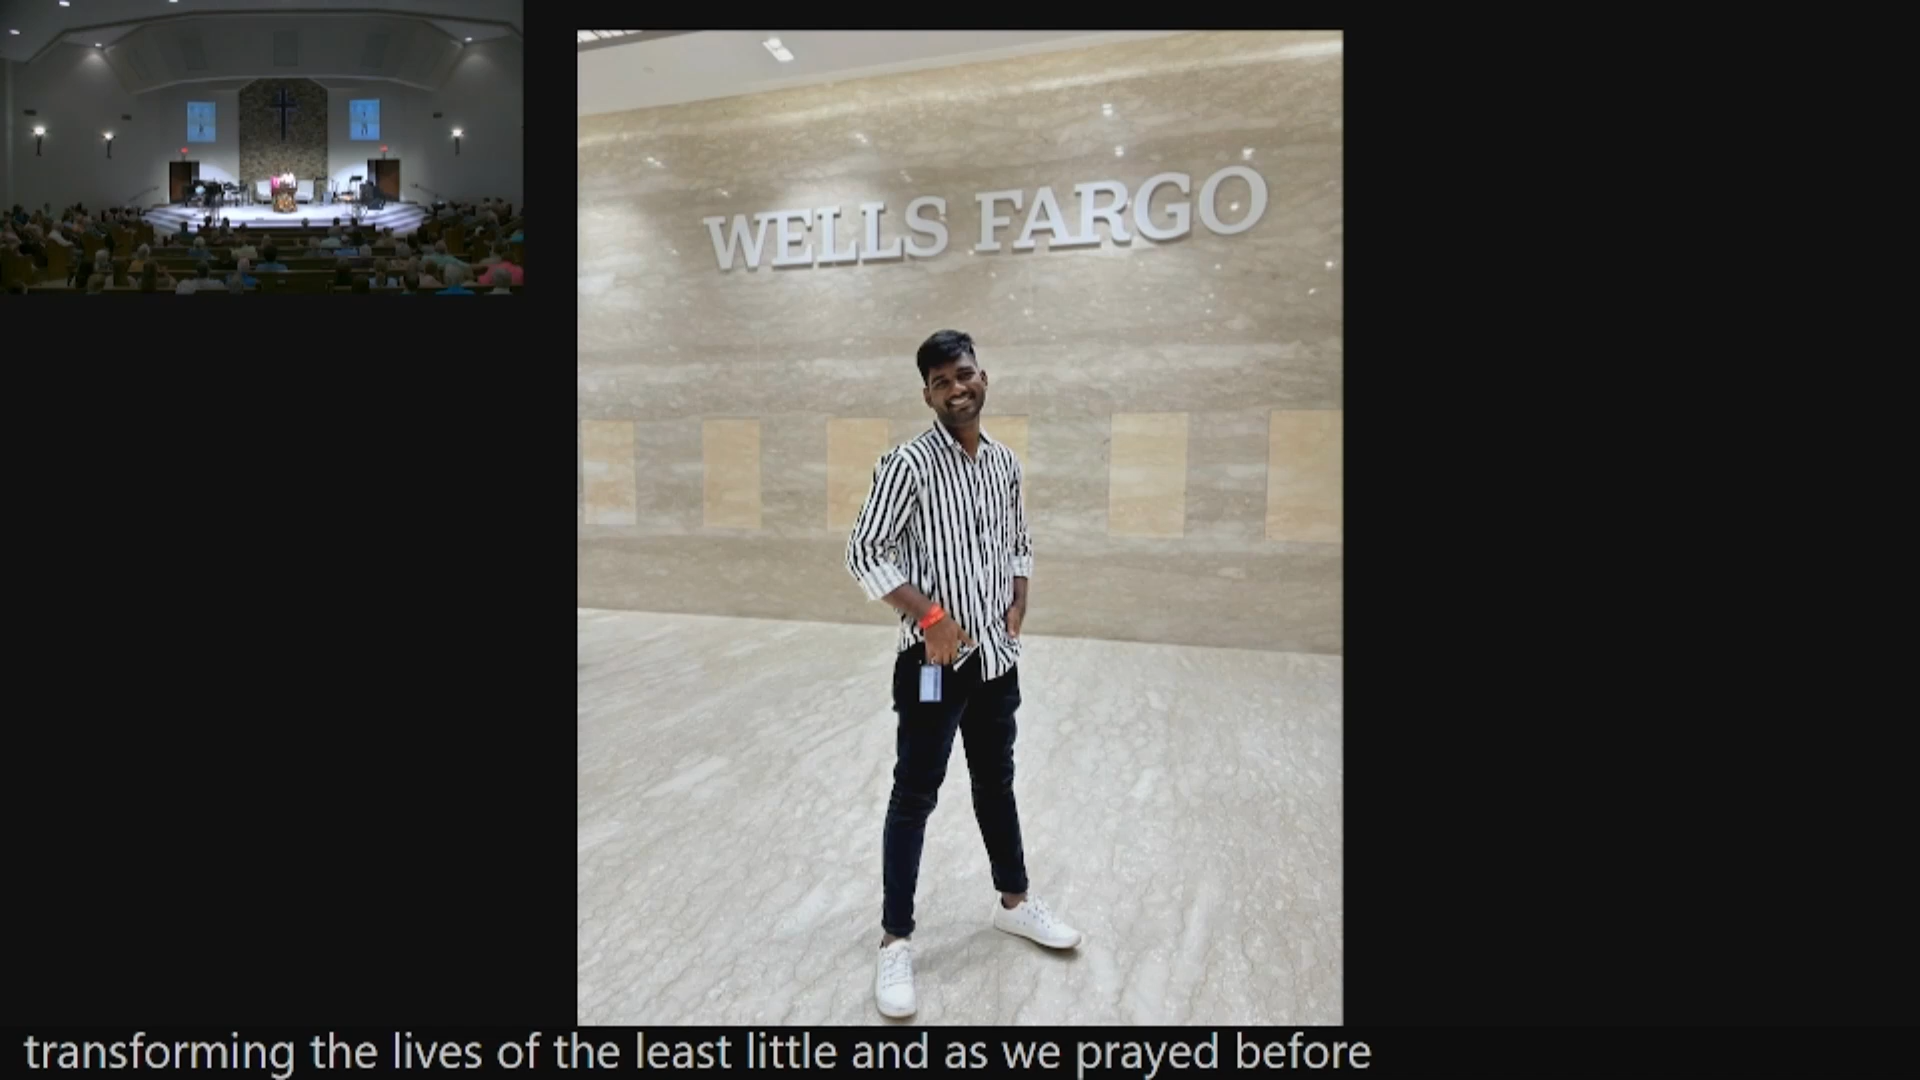 WELLS FARGO
transforming the lives of the least little and as we prayed before